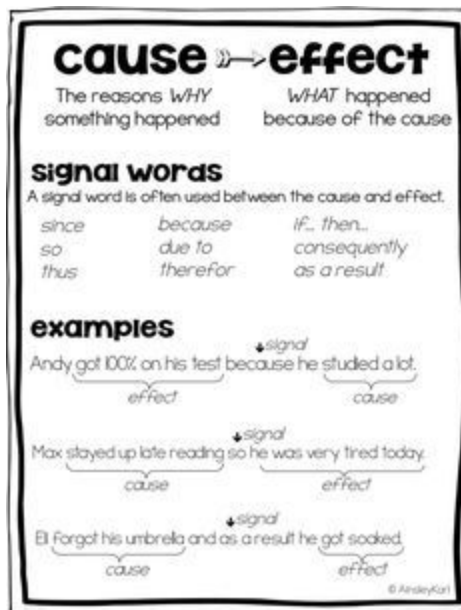 cause → effect
The reasons WHY WHAT happened
something happened because of the cause
signal words
A signal word is often used between the cause and effect.
since because if... then...
so due to consequently
thus therefor as a result
examples
signal
Andy got 100% on his test because he studied a lot.
effect cause
signal
Max stayed up late reading so he was very tired today.
cause effect
signal
Eli forgot his umbrella and as a result he got soaked.
cause effect
© AinsleyKarl